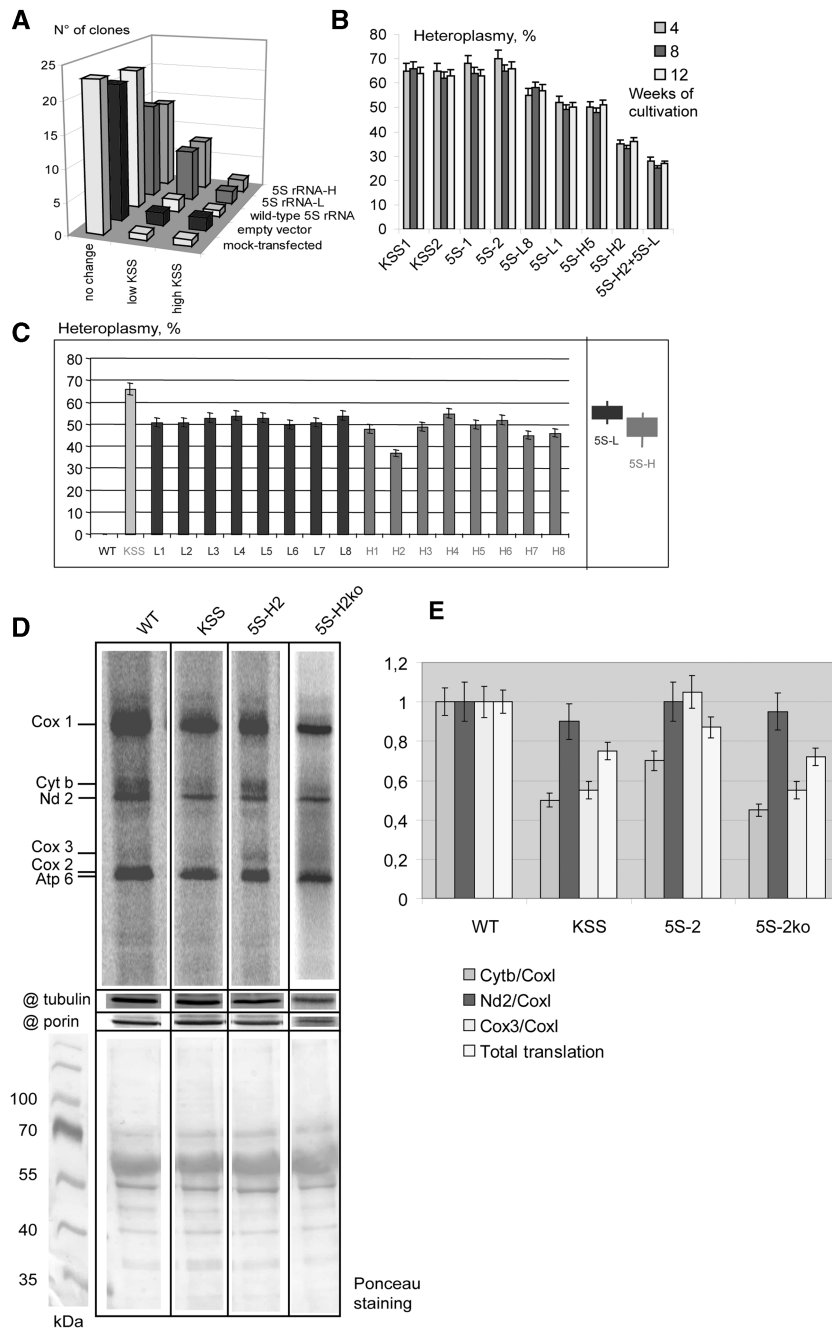 A
N° of clones
25
20
15
10
5
0
5S rRNA-H
5S rRNA-L
wild-type 5S rRNA
empty vector
mock-transfected
no change
low KSS
high KSS
B
Heteroplasmy, %
80
70
60
50
40
30
20
10
0
4
8
12
Weeks of
cultivation
KSS1
KSS2
5S-1
5S-2
5S-L8
5S-L1
5S-H5
5S-H2
5S-H2+5S-L
C
Heteroplasmy, %
80
70
60
50
40
30
20
10
0
WT KSS L1 L2 L3 L4 L5 L6 L7 L8 H1 H2 H3 H4 H5 H6 H7 H8
5S-L
5S-H
D
WT
KSS
5S-H2
5S-H2ko
Cox 1
Cyt b
Nd 2
Cox 3
Cox 2
Atp 6
@ tubulin
@ porin
100
70
55
40
35
kDa
Ponceau
staining
E
1,2
1
0,8
0,6
0,4
0,2
0
WT KSS 5S-2 5S-2ko
Cytb/CoxI
Nd2/CoxI
Cox3/CoxI
Total translation